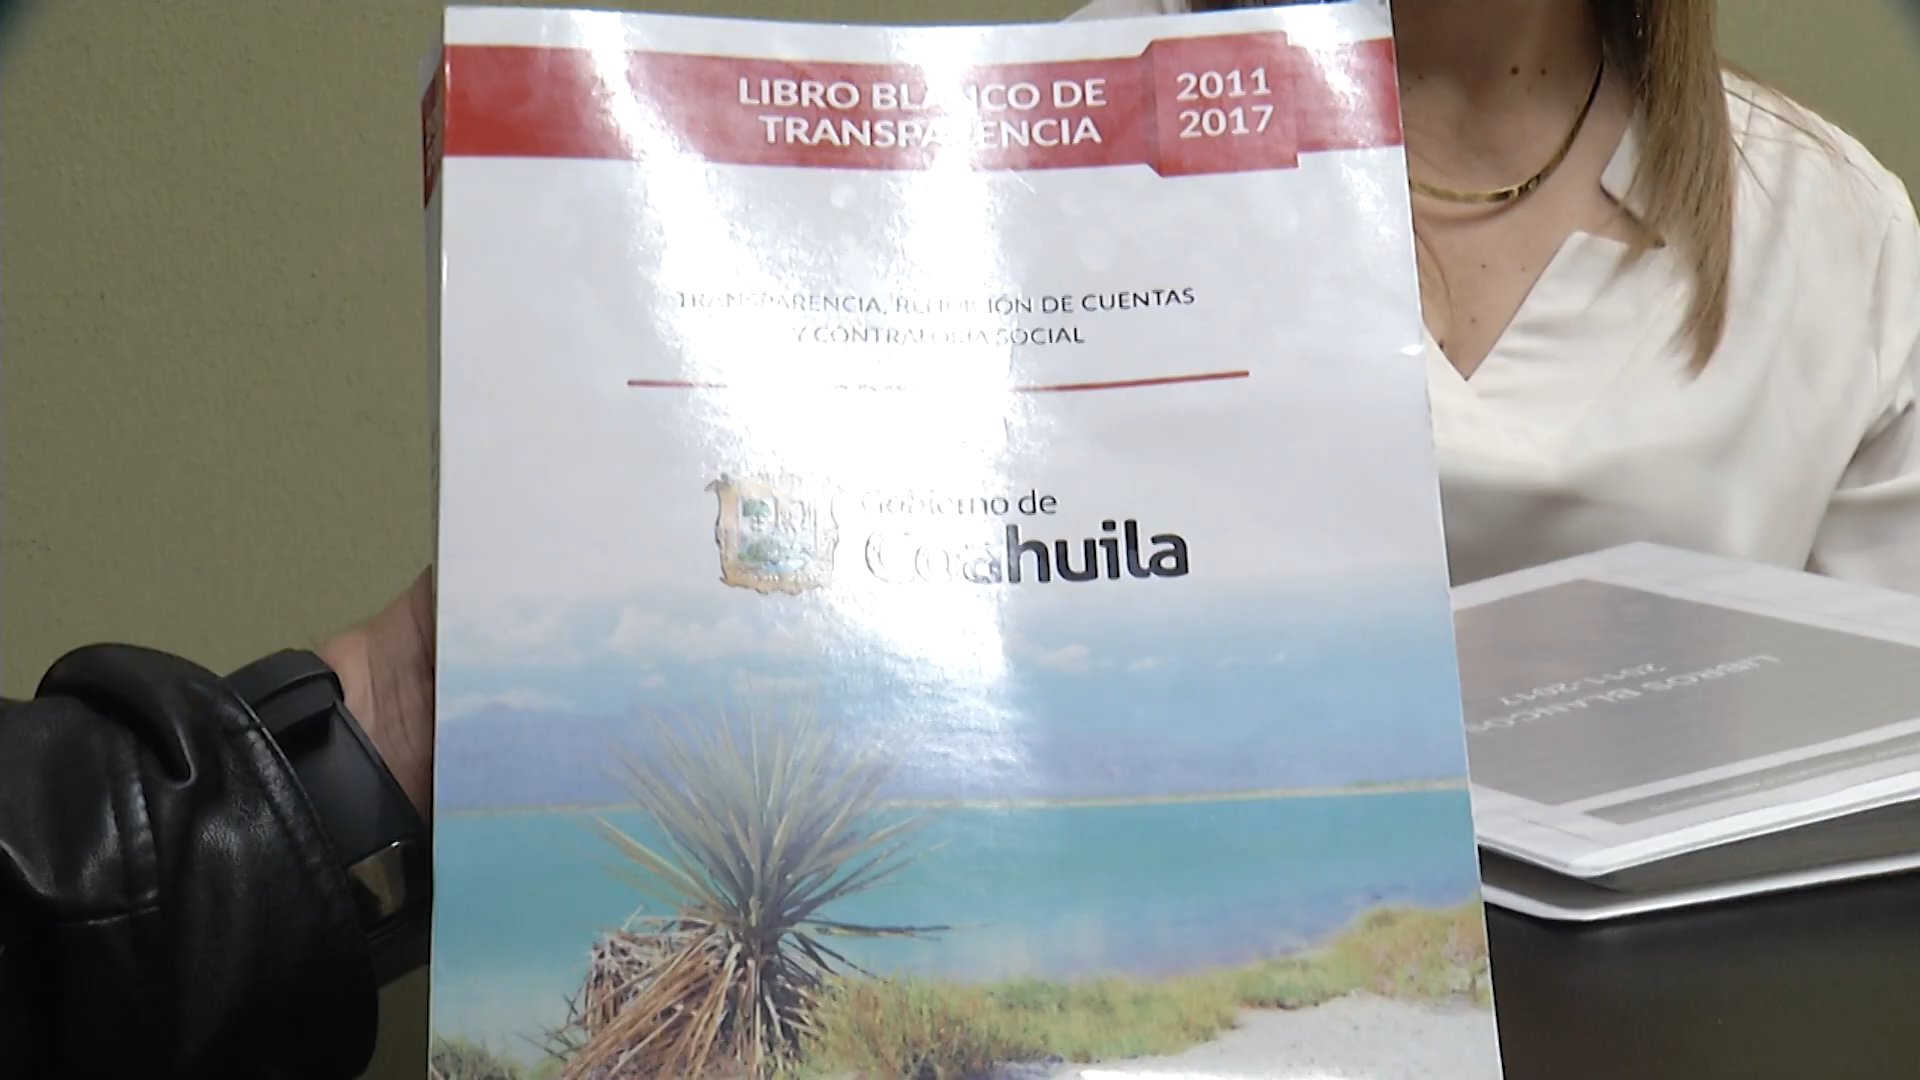 LIBRO BLANCO DE
TRANSPARENCIA
2011
2017
TRANSPARENCIA, RENDICIÓN DE CUENTAS
Y CONTRALORÍA SOCIAL
Gobierno de
Coahuila
LIBROS BLANCOS
2011-2017